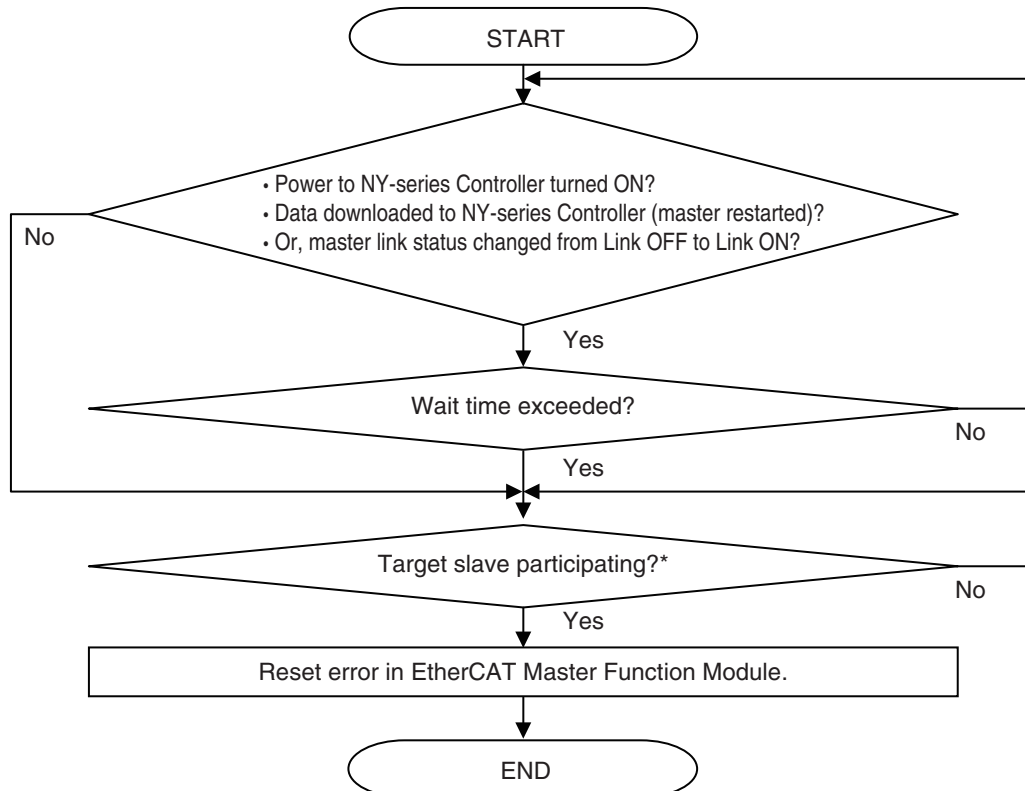 START
• Power to NY-series Controller turned ON?
• Data downloaded to NY-series Controller (master restarted)?
• Or, master link status changed from Link OFF to Link ON?
No
Yes
Wait time exceeded?
No
Yes
Target slave participating?*
No
Yes
Reset error in EtherCAT Master Function Module.
END